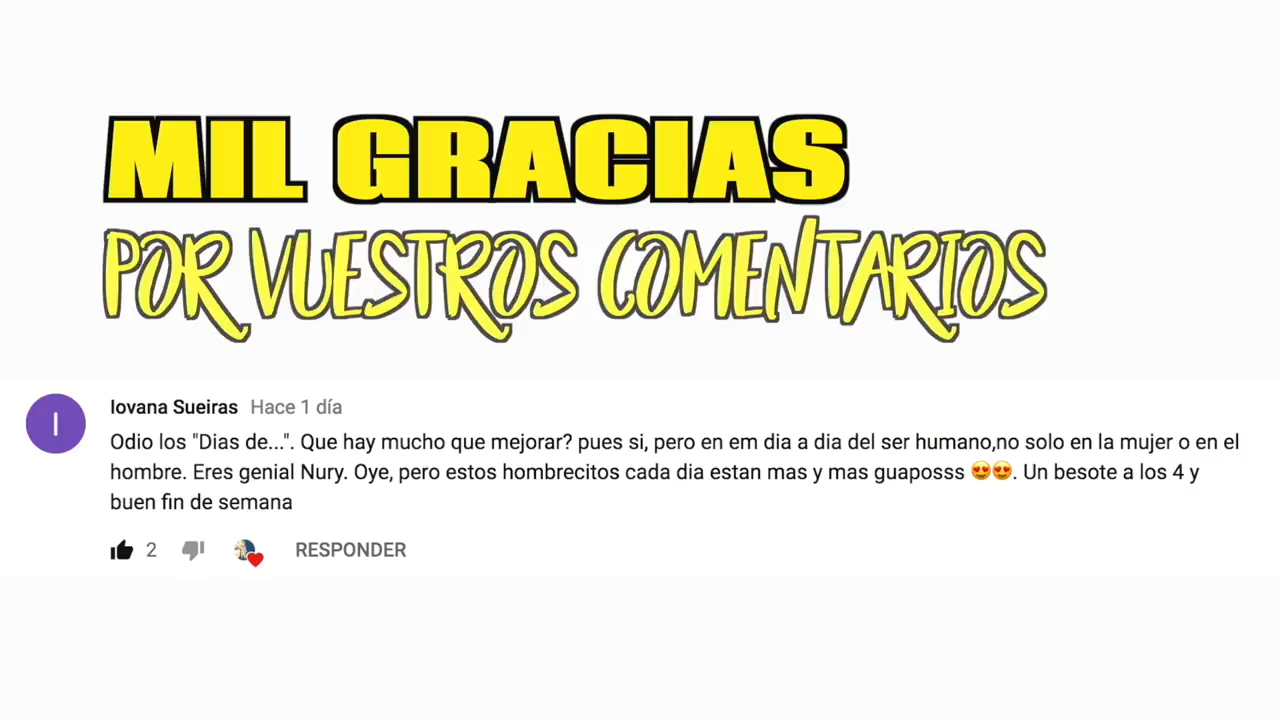 MIL GRACIAS
POR VUESTROS COMENTARIOS
I
Iovana Sueiras Hace 1 día
Odio los "Dias de...". Que hay mucho que mejorar? pues si, pero en em dia a dia del ser humano,no solo en la mujer o en el
hombre. Eres genial Nury. Oye, pero estos hombrecitos cada dia estan mas y mas guaposss 😍😍. Un besote a los 4 y
buen fin de semana
2 RESPONDER